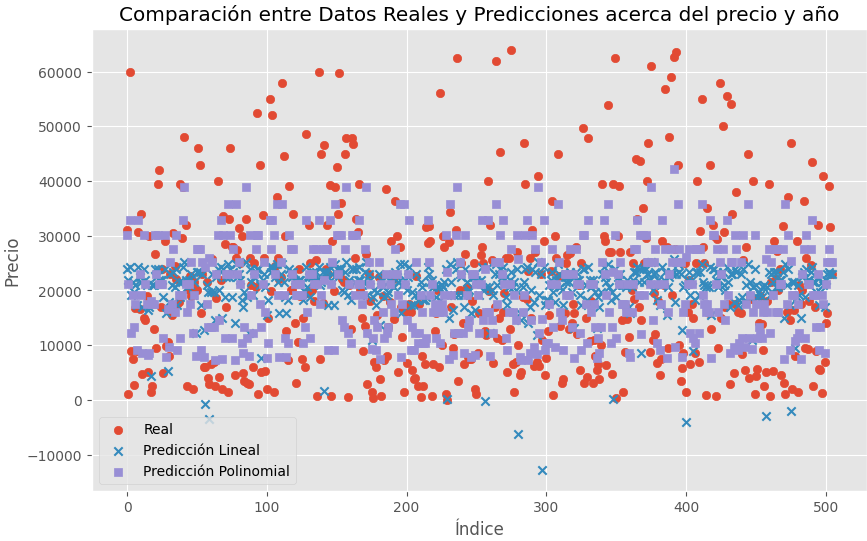 Comparación entre Datos Reales y Predicciones acerca del precio y año
Precio
60000
50000
40000
30000
20000
10000
0
−10000
Real
Predicción Lineal
Predicción Polinomial
0 100 200 300 400 500
Índice